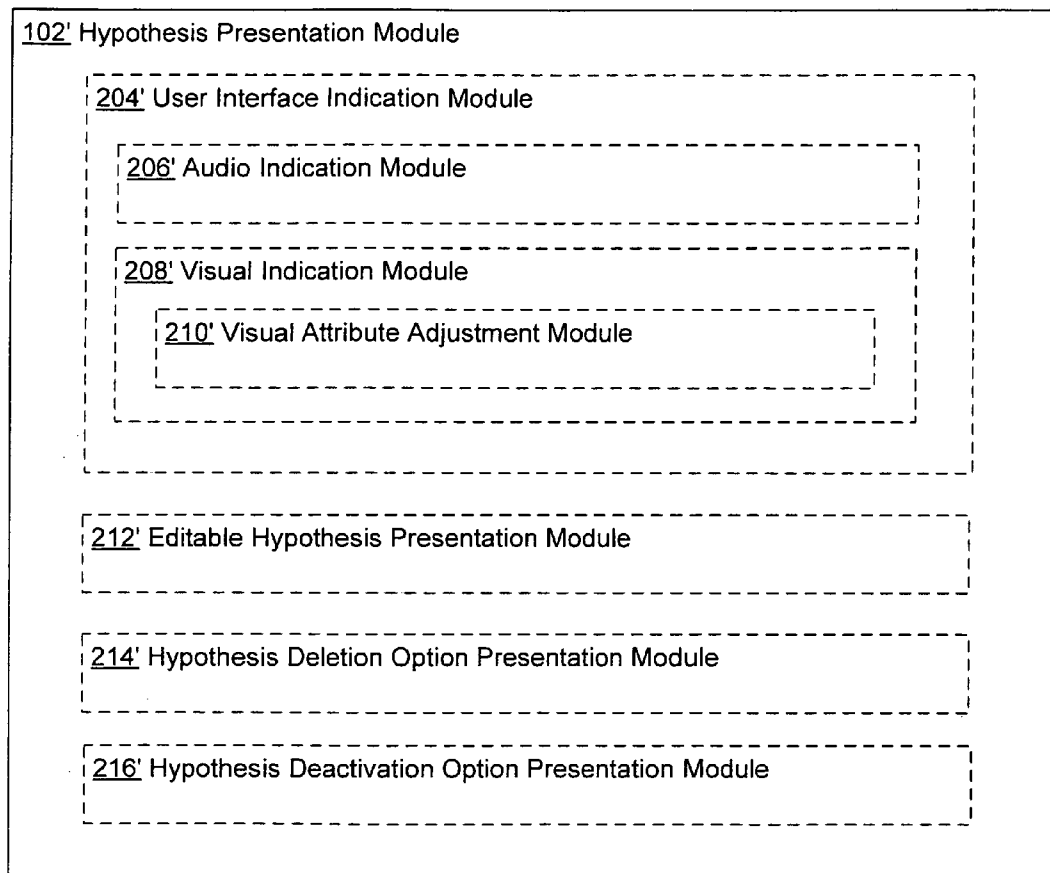 102' Hypothesis Presentation Module
204' User Interface Indication Module
206' Audio Indication Module
208' Visual Indication Module
210' Visual Attribute Adjustment Module
212' Editable Hypothesis Presentation Module
214' Hypothesis Deletion Option Presentation Module
216' Hypothesis Deactivation Option Presentation Module